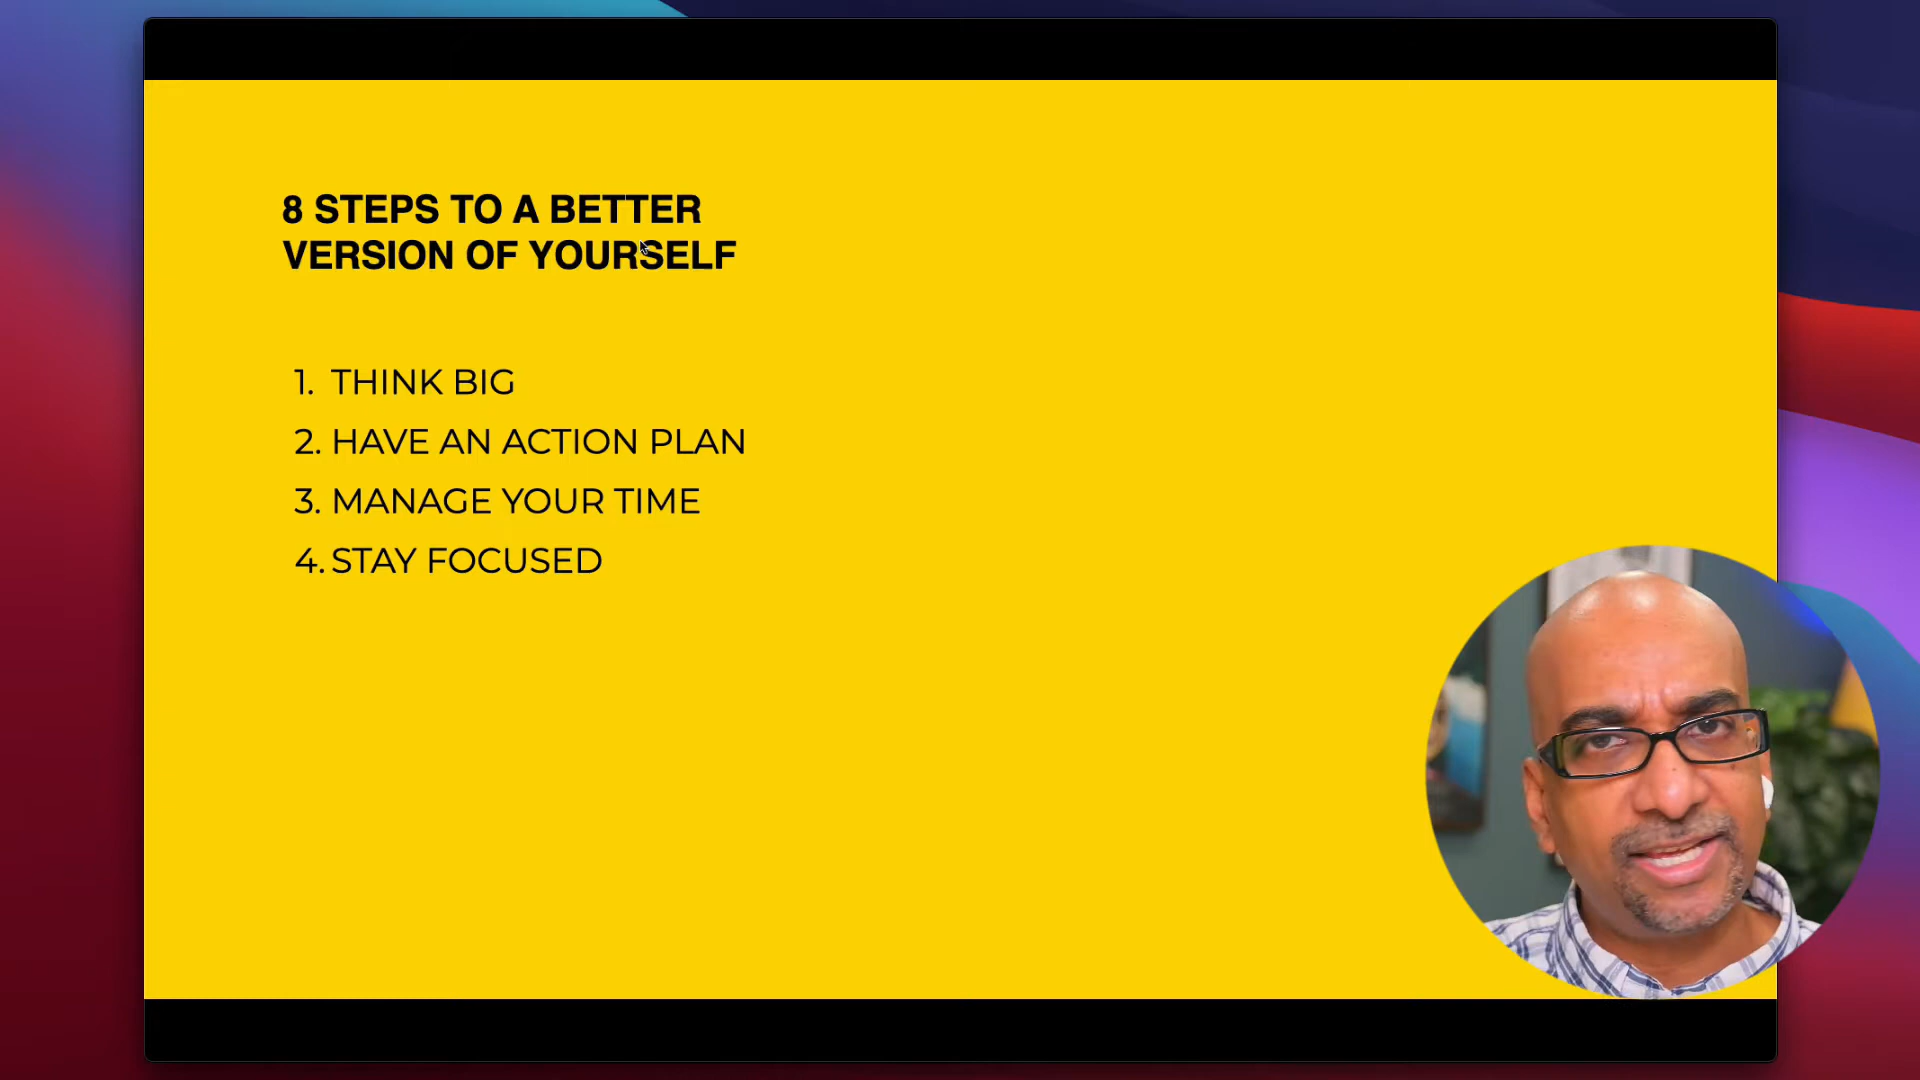 8 STEPS TO A BETTER
VERSION OF YOURSELF
1. THINK BIG
2. HAVE AN ACTION PLAN
3. MANAGE YOUR TIME
4. STAY FOCUSED